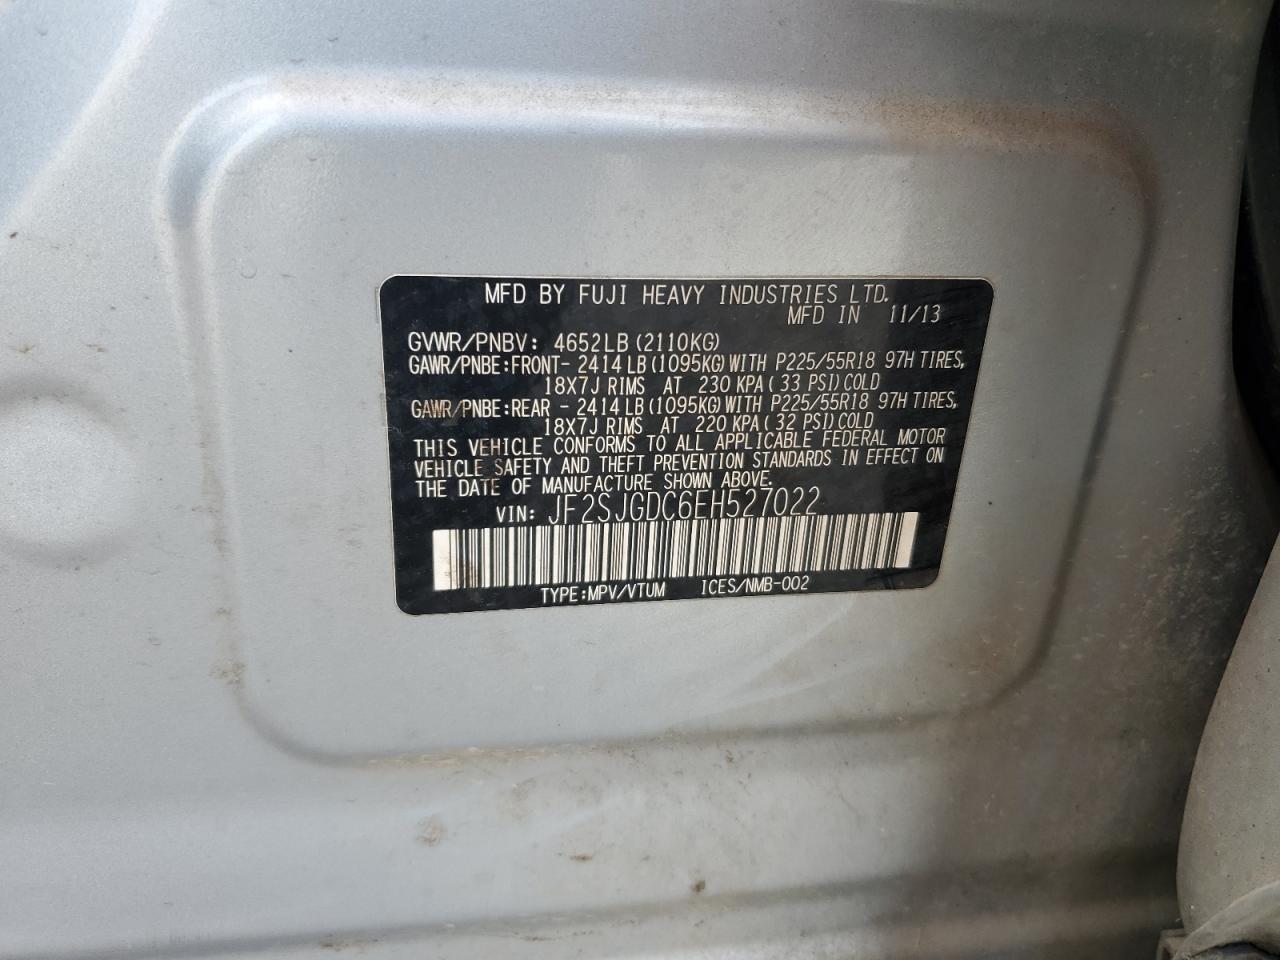 MFD BY FUJI HEAVY INDUSTRIES LTD.
MFD IN 11/13
GVWR/PNBV: 4652LB (2110KG)
GAWR/PNBE:FRONT- 2414 LB (1095KG) WITH P225/55R18 97H TIRES,
18X7J RIMS AT 230 KPA ( 33 PSI) COLD
GAWR/PNBE:REAR - 2414 LB (1095KG) WITH P225/55R18 97H TIRES,
18X7J RIMS AT 220 KPA ( 32 PSI) COLD
THIS VEHICLE CONFORMS TO ALL APPLICABLE FEDERAL MOTOR
VEHICLE SAFETY AND THEFT PREVENTION STANDARDS IN EFFECT ON
THE DATE OF MANUFACTURE SHOWN ABOVE.
VIN: JF2SJGDC6EH527022
TYPE:MPV/VTUM ICES/NMB-002